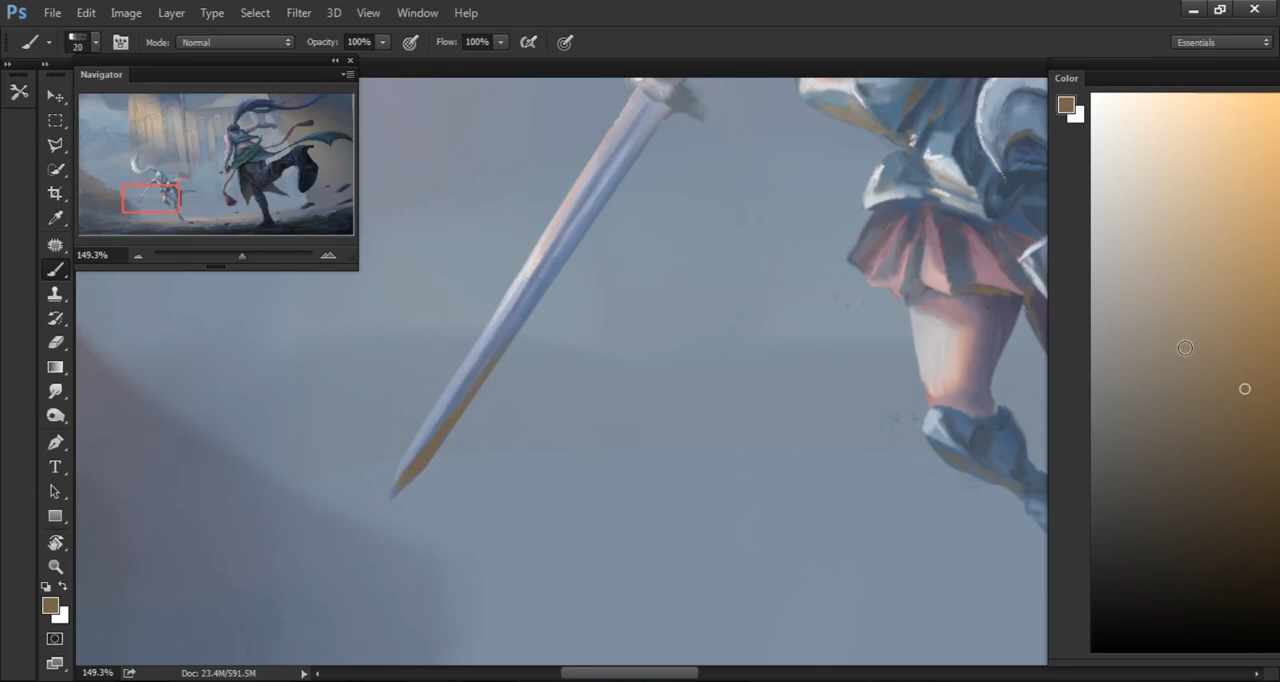 Ps File Edit Image Layer Type Select Filter 3D View Window Help
20 Mode: Normal Opacity: 100% Flow: 100% Essentials
Navigator
Color
149.3%
T
149.3% Doc: 23.4M/591.5M